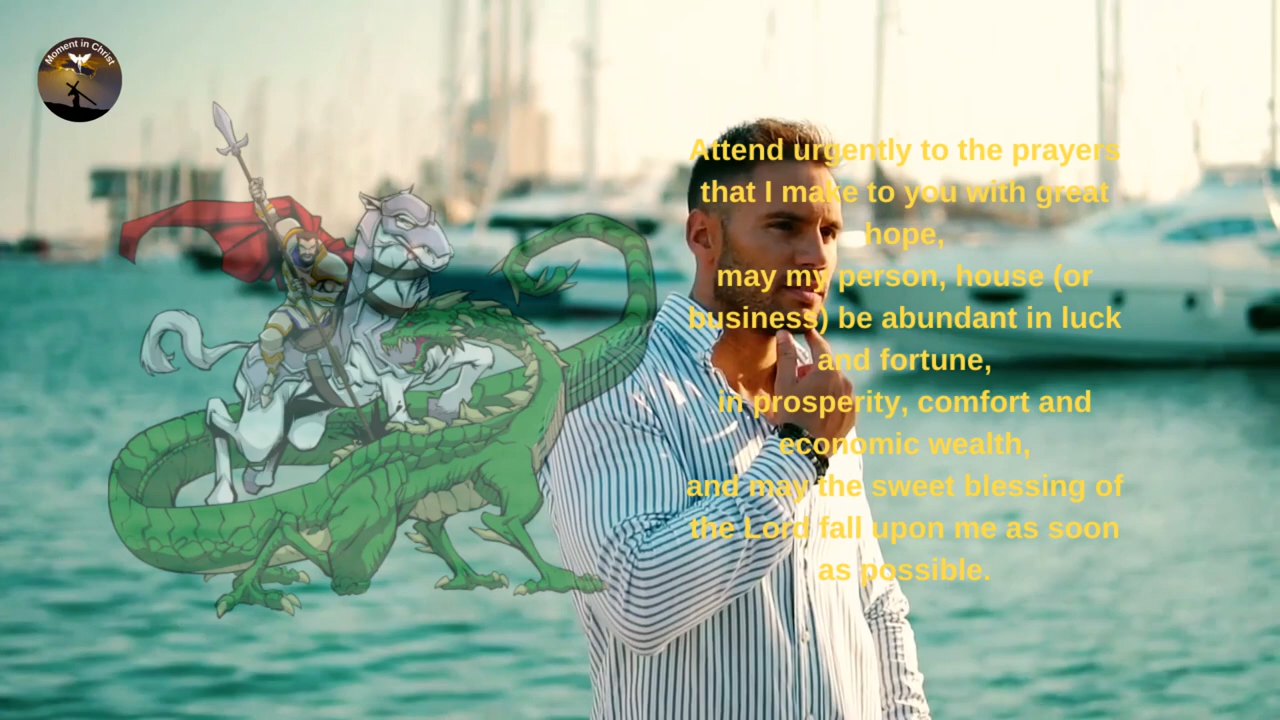 Moment in Christ
Attend urgently to the prayers
that I make to you with great
hope,
may my person, house (or
business) be abundant in luck
and fortune,
in prosperity, comfort and
economic wealth,
and may the sweet blessing of
the Lord fall upon me as soon
as possible.